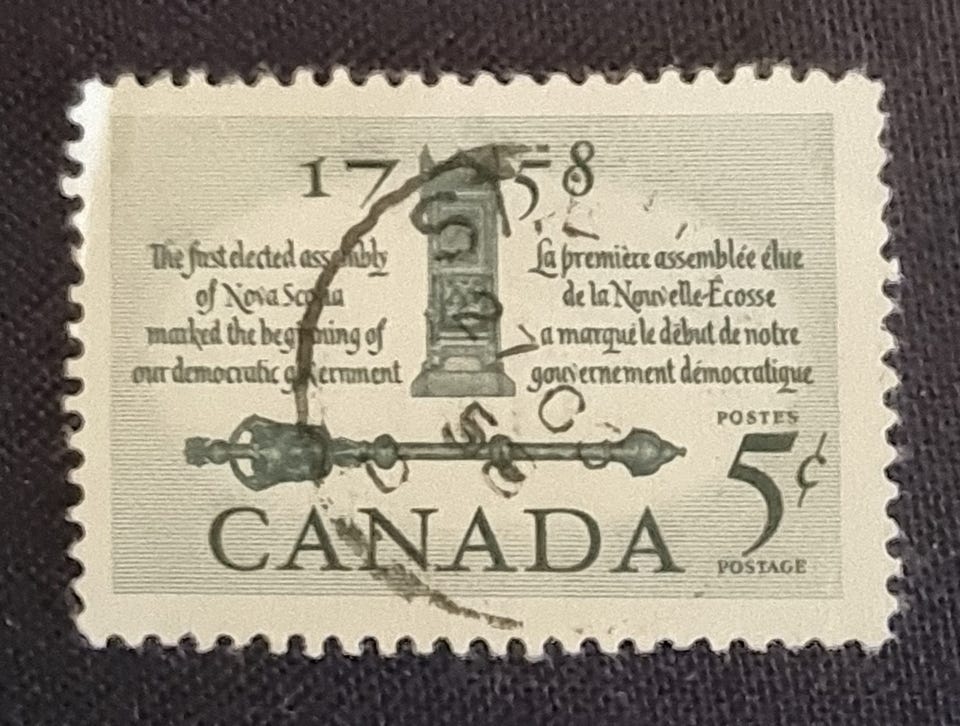 1758
The first elected assembly
of Nova Scotia
marked the beginning of
our democratic government
La première assemblée élue
de la Nouvelle-Écosse
a marqué le début de notre
gouvernement démocratique
POSTES
5¢
POSTAGE
CANADA